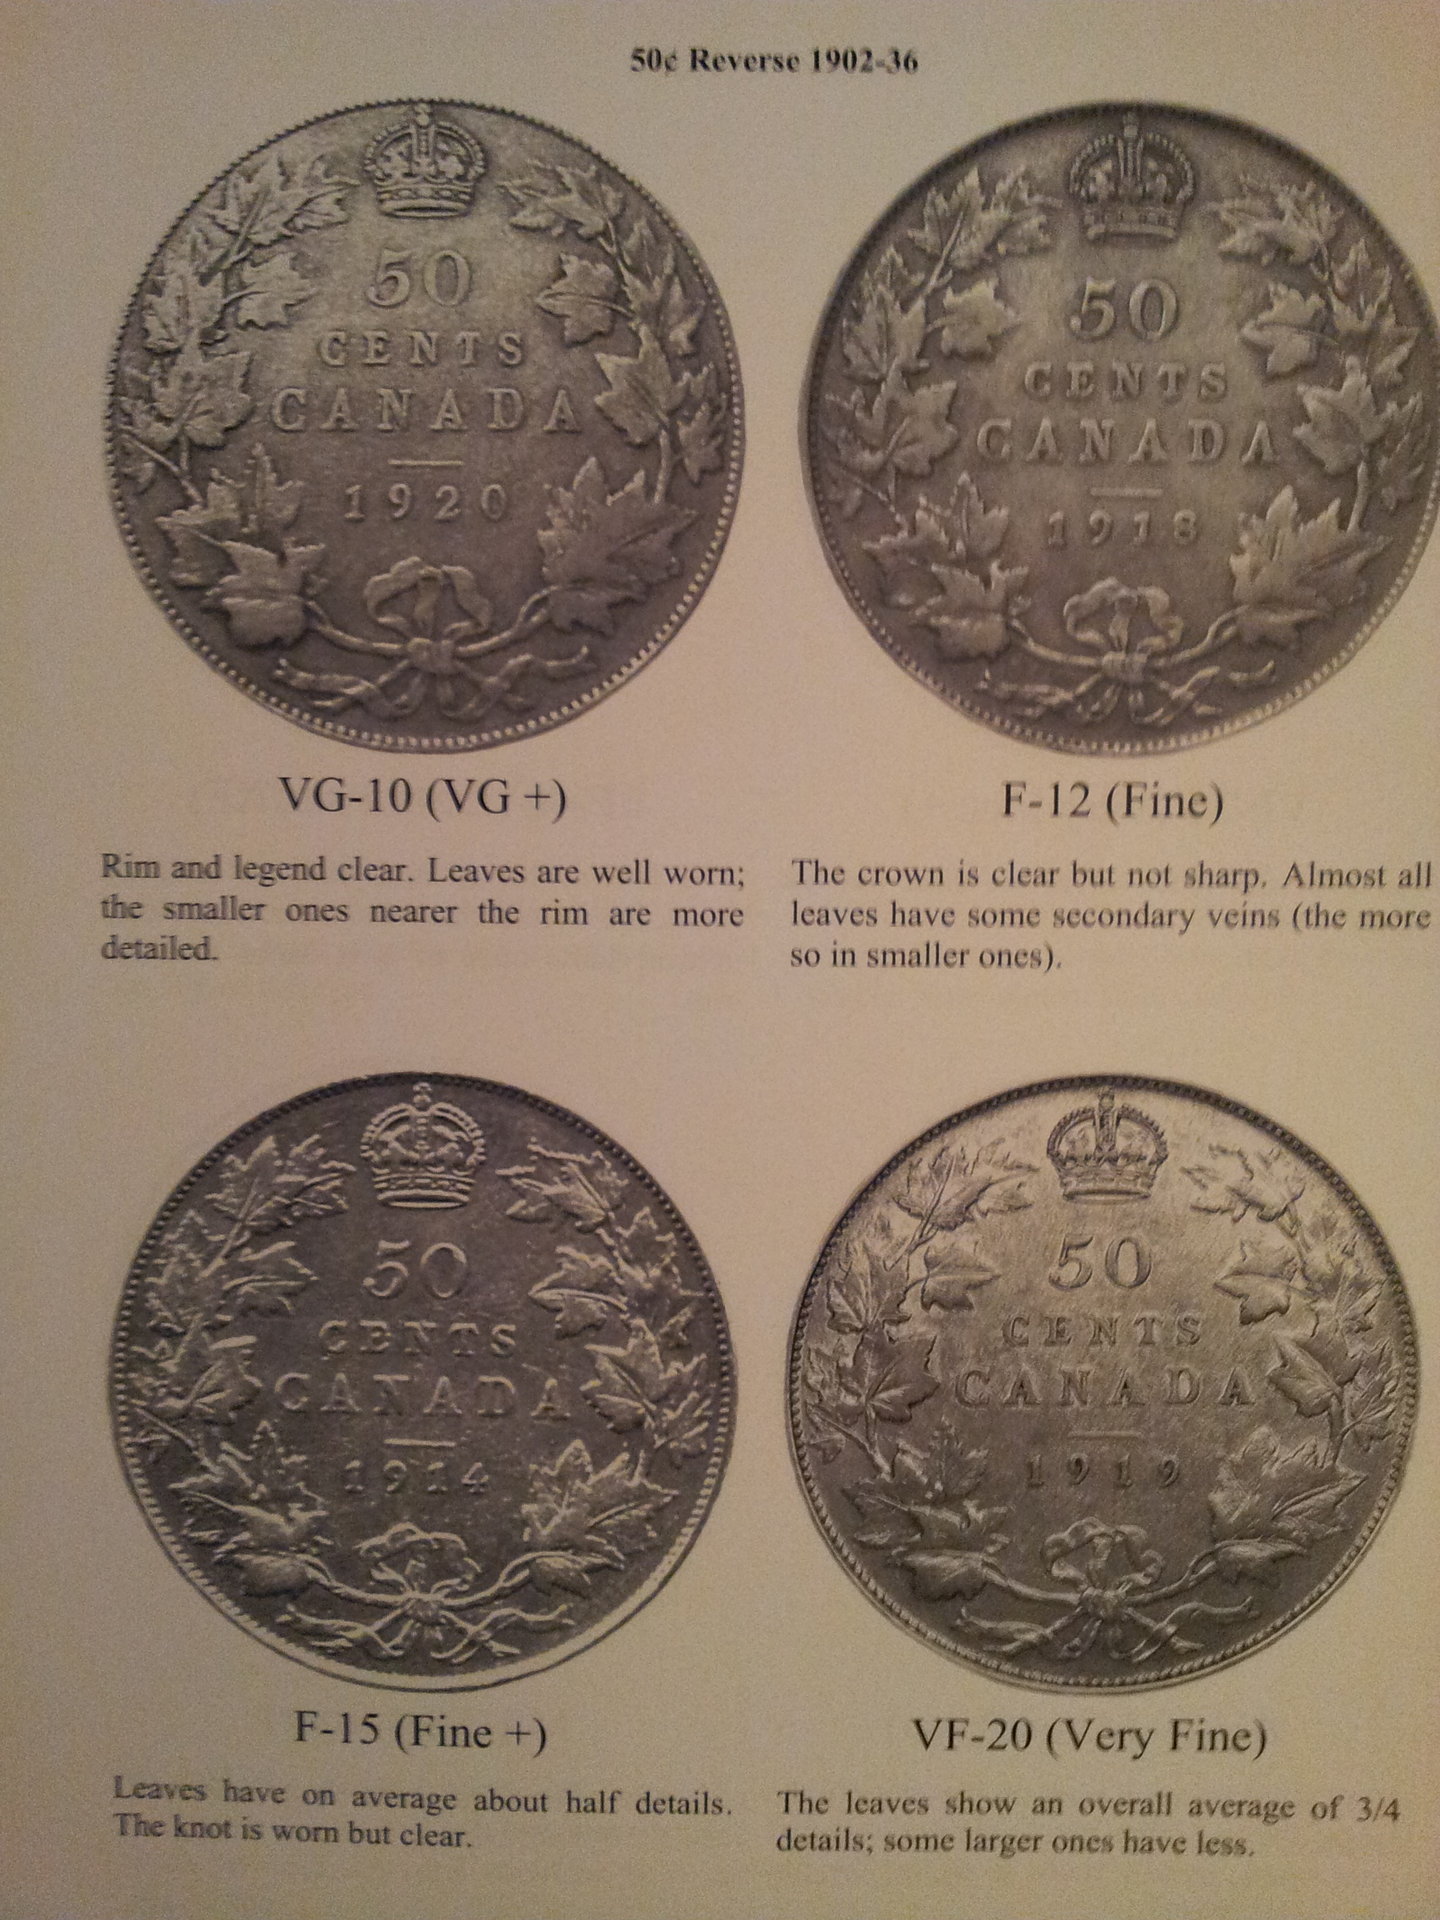 50¢ Reverse 1902-36
50
CENTS
CANADA
1920
50
CENTS
CANADA
1918
VG-10 (VG +)
F-12 (Fine)
Rim and legend clear. Leaves are well worn;
the smaller ones nearer the rim are more
detailed.
The crown is clear but not sharp. Almost all
leaves have some secondary veins (the more
so in smaller ones).
50
CENTS
CANADA
1914
50
CENTS
CANADA
1919
F-15 (Fine +)
VF-20 (Very Fine)
Leaves have on average about half details.
The knot is worn but clear.
The leaves show an overall average of 3/4
details; some larger ones have less.